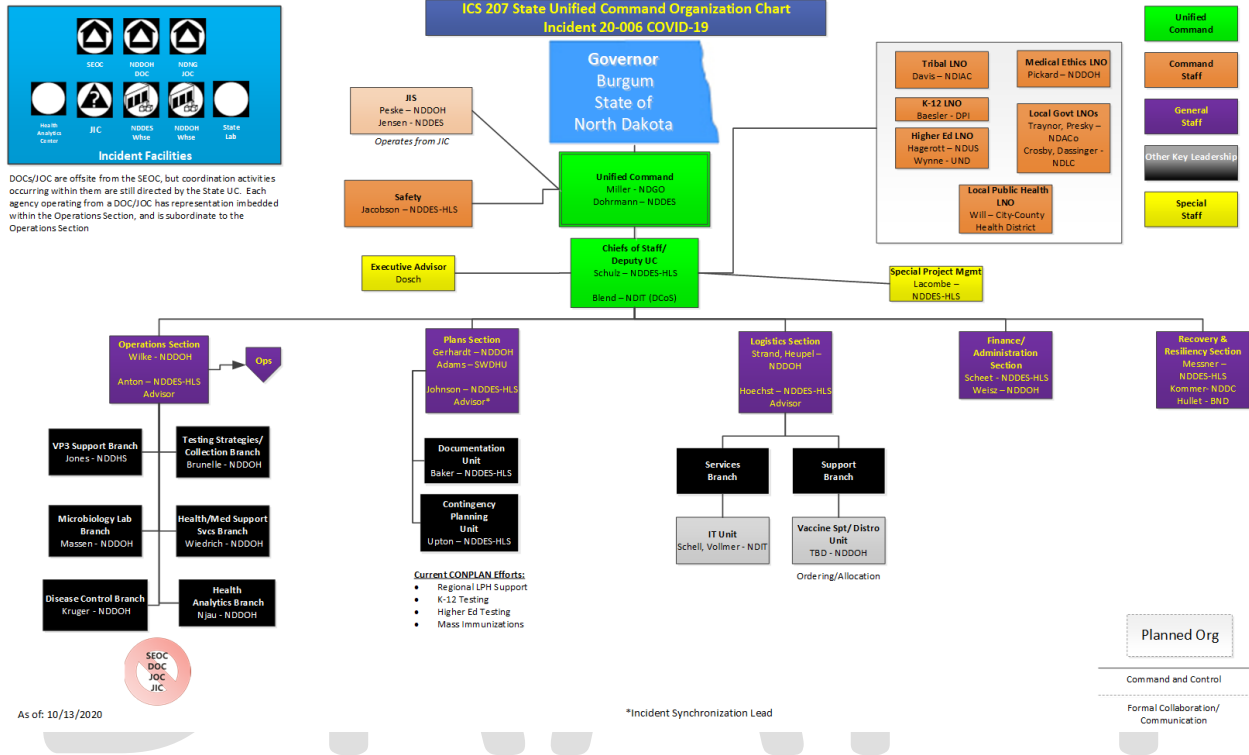 ICS 207 State Unified Command Organization Chart
Incident 20-006 COVID-19
SEOC
NDDOH
DOC
NDNG
JOC
Health
Analytics
Center
?
JIC
NDDES
Whse
NDDOH
Whse
State
Lab
Incident Facilities
DOCs/JOC are offsite from the SEOC, but coordination activities
occurring within them are still directed by the State UC. Each
agency operating from a DOC/JOC has representation imbedded
within the Operations Section, and is subordinate to the
Operations Section
Governor
Burgum
State of
North Dakota
JIS
Peske – NDDOH
Jensen – NDDES
Operates from JIC
Safety
Jacobson – NDDES-HLS
Unified Command
Miller - NDGO
Dohrmann – NDDES
Chiefs of Staff/
Deputy UC
Schulz – NDDES-HLS
Blend – NDIT (DCoS)
Executive Advisor
Dosch
Special Project Mgmt
Lacombe –
NDDES-HLS
Tribal LNO
Davis – NDIAC
Medical Ethics LNO
Pickard – NDDOH
K-12 LNO
Baesler - DPI
Higher Ed LNO
Hagerott – NDUS
Wynne - UND
Local Govt LNOs
Traynor, Presky –
NDACo
Crosby, Dassinger -
NDLC
Local Public Health
LNO
Will – City-County
Health District
Unified
Command
Command
Staff
General
Staff
Other Key Leadership
Special
Staff
Operations Section
Wilke - NDDOH
Anton – NDDES-HLS
Advisor
Ops
Plans Section
Gerhardt – NDDOH
Adams – SWDHU
Johnson – NDDES-HLS
Advisor*
Logistics Section
Strand, Heupel –
NDDOH
Hoechst – NDDES-HLS
Advisor
Finance/
Administration
Section
Scheet - NDDES-HLS
Weisz – NDDOH
Recovery &
Resiliency Section
Messner –
NDDES-HLS
Kommer- NDDC
Hullet - BND
VP3 Support Branch
Jones - NDDHS
Testing Strategies/
Collection Branch
Brunelle - NDDOH
Microbiology Lab
Branch
Massen - NDDOH
Health/Med Support
Svcs Branch
Wiedrich - NDDOH
Disease Control Branch
Kruger - NDDOH
Health
Analytics Branch
Njau - NDDOH
Documentation
Unit
Baker – NDDES-HLS
Contingency
Planning
Unit
Upton – NDDES-HLS
Current CONPLAN Efforts:
• Regional LPH Support
• K-12 Testing
• Higher Ed Testing
• Mass Immunizations
Services
Branch
Support
Branch
IT Unit
Schell, Vollmer - NDIT
Vaccine Spt/ Distro
Unit
TBD - NDDOH
Ordering/Allocation
SEOC
DOC
JOC
JIC
As of: 10/13/2020
*Incident Synchronization Lead
Planned Org
Command and Control
Formal Collaboration/
Communication